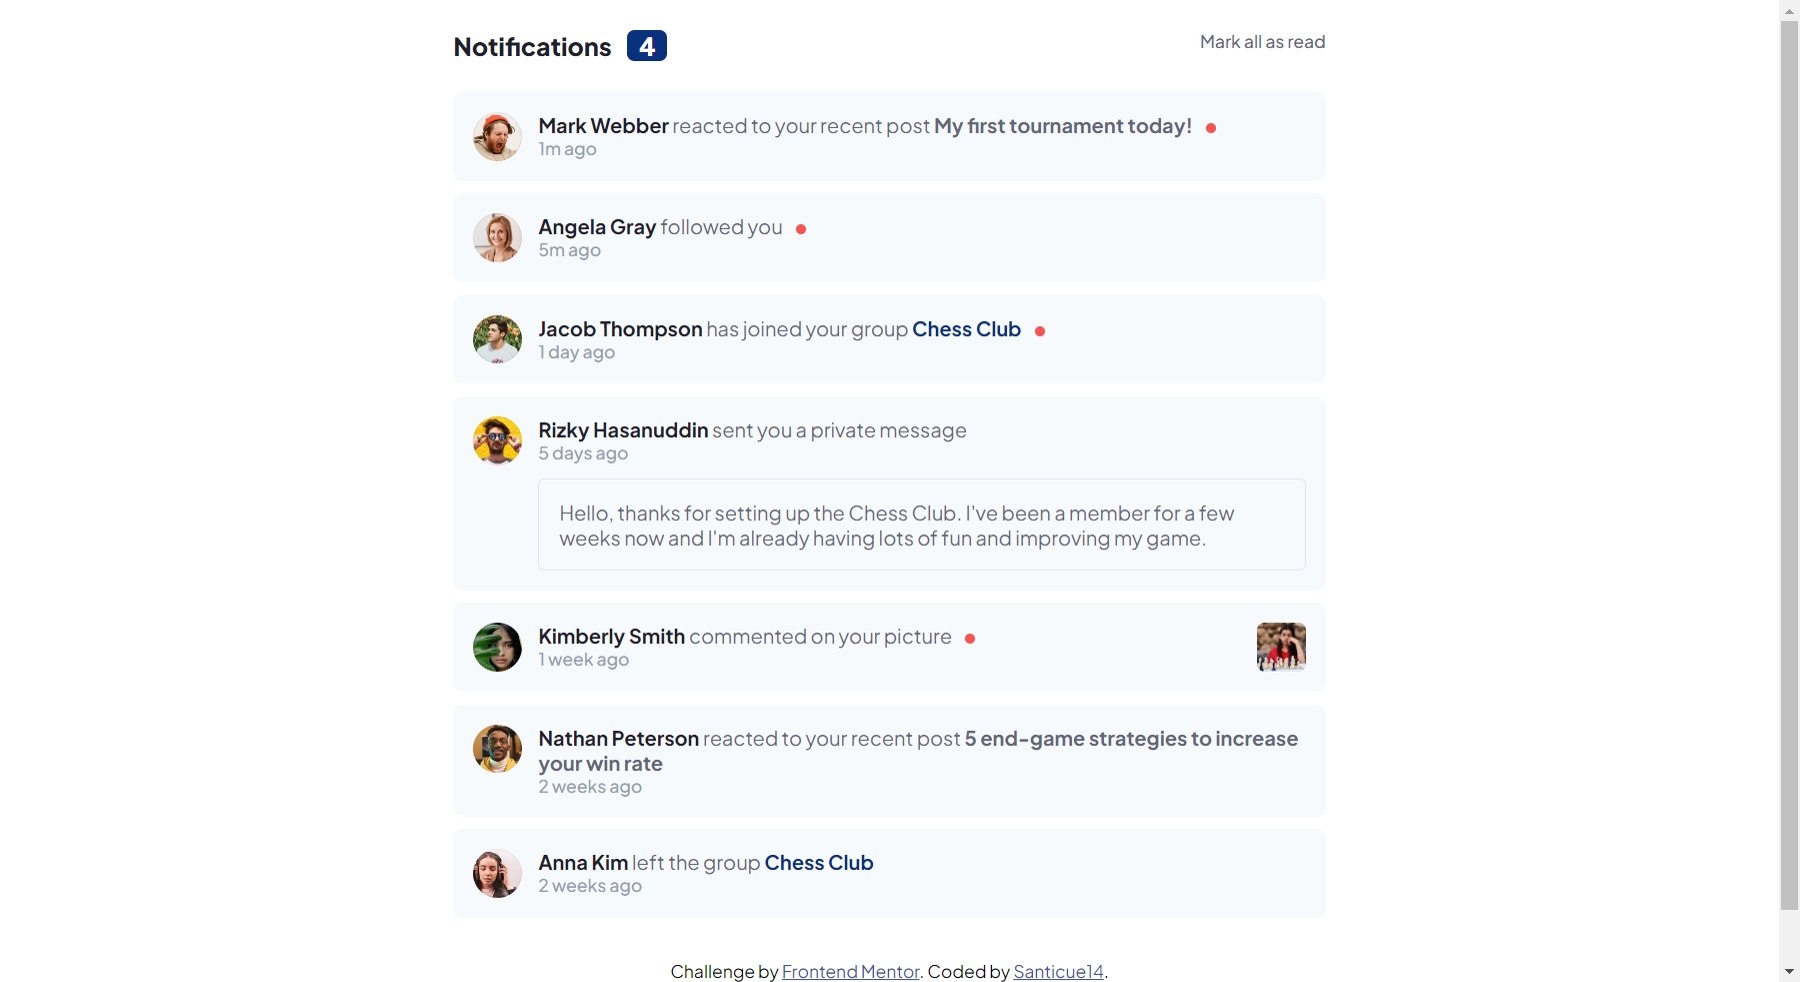 Notifications 4
Mark all as read
Mark Webber reacted to your recent post My first tournament today!
1m ago
Angela Gray followed you
5m ago
Jacob Thompson has joined your group Chess Club
1 day ago
Rizky Hasanuddin sent you a private message
5 days ago
Hello, thanks for setting up the Chess Club. I've been a member for a few
weeks now and I'm already having lots of fun and improving my game.
Kimberly Smith commented on your picture
1 week ago
Nathan Peterson reacted to your recent post 5 end-game strategies to increase
your win rate
2 weeks ago
Anna Kim left the group Chess Club
2 weeks ago
Challenge by Frontend Mentor. Coded by Santicue14.